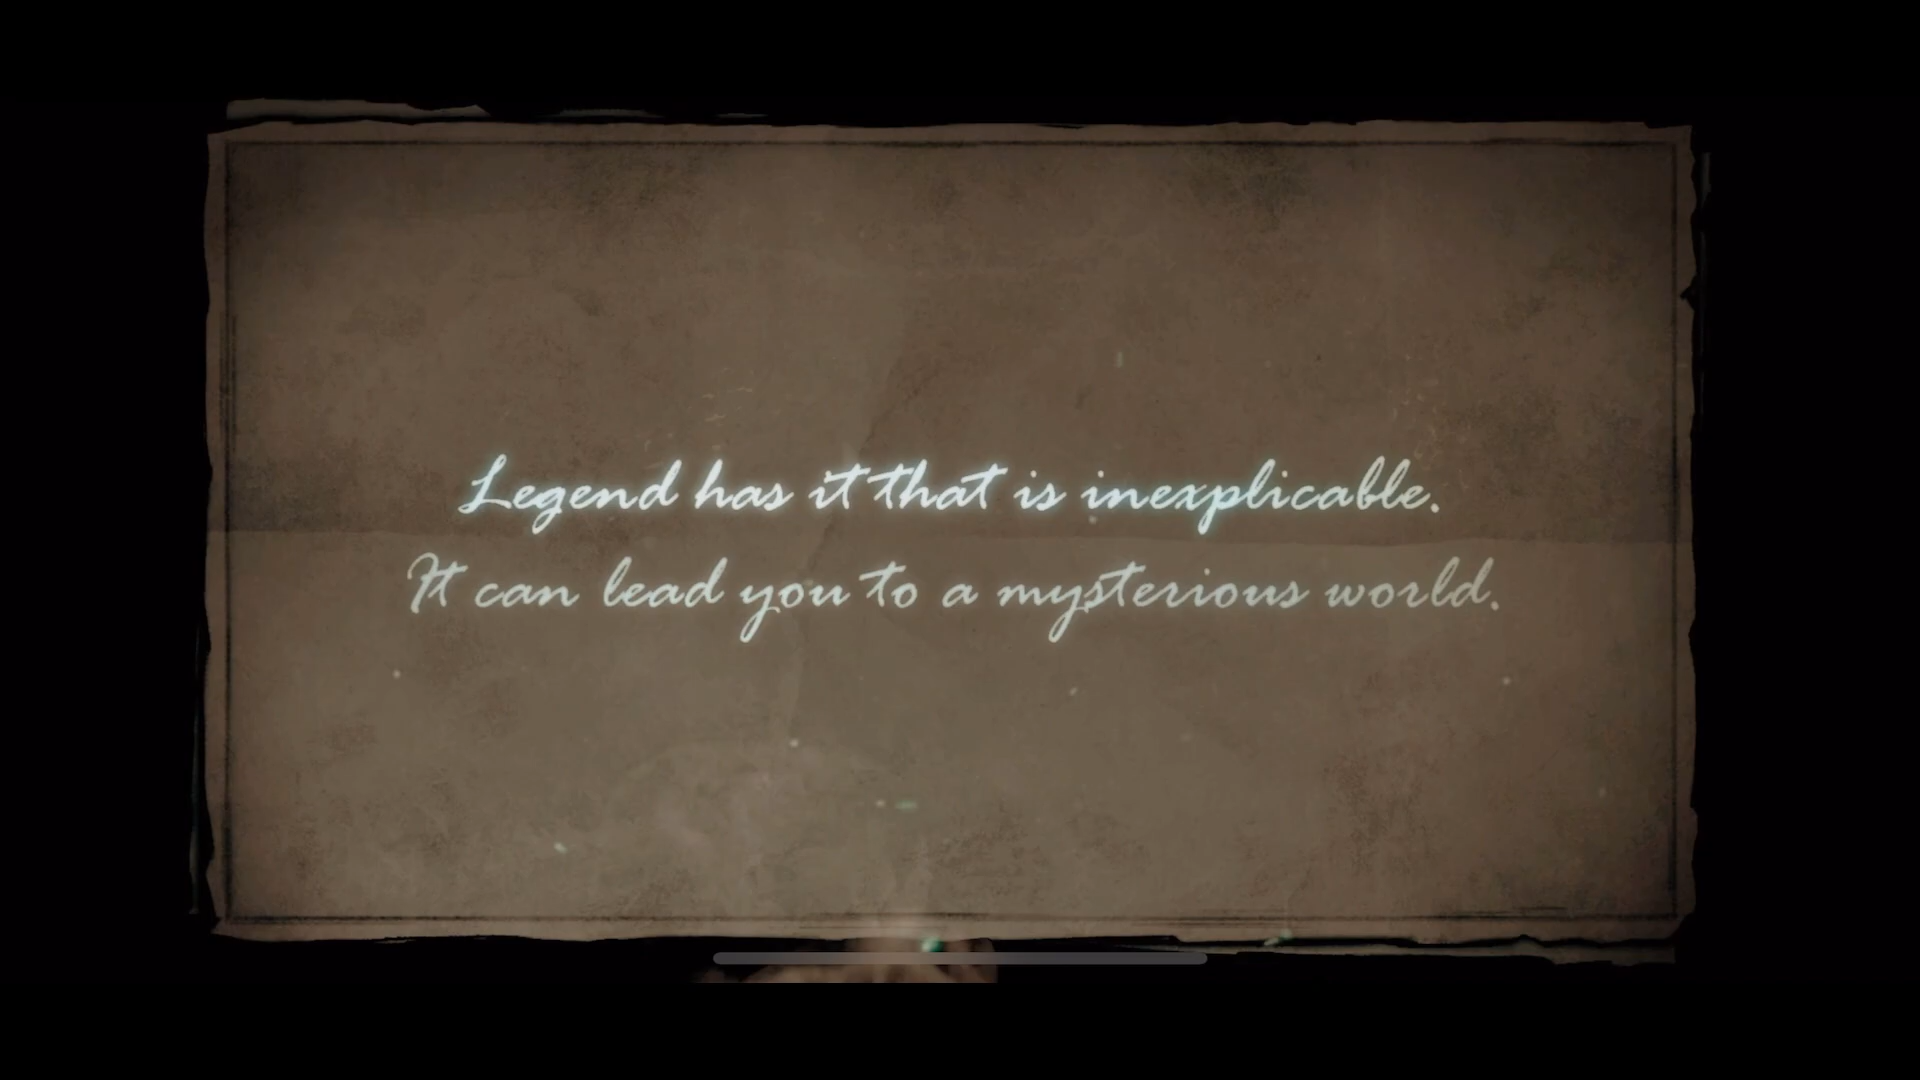 Legend has it that is inexplicable.
It can lead you to a mysterious world.